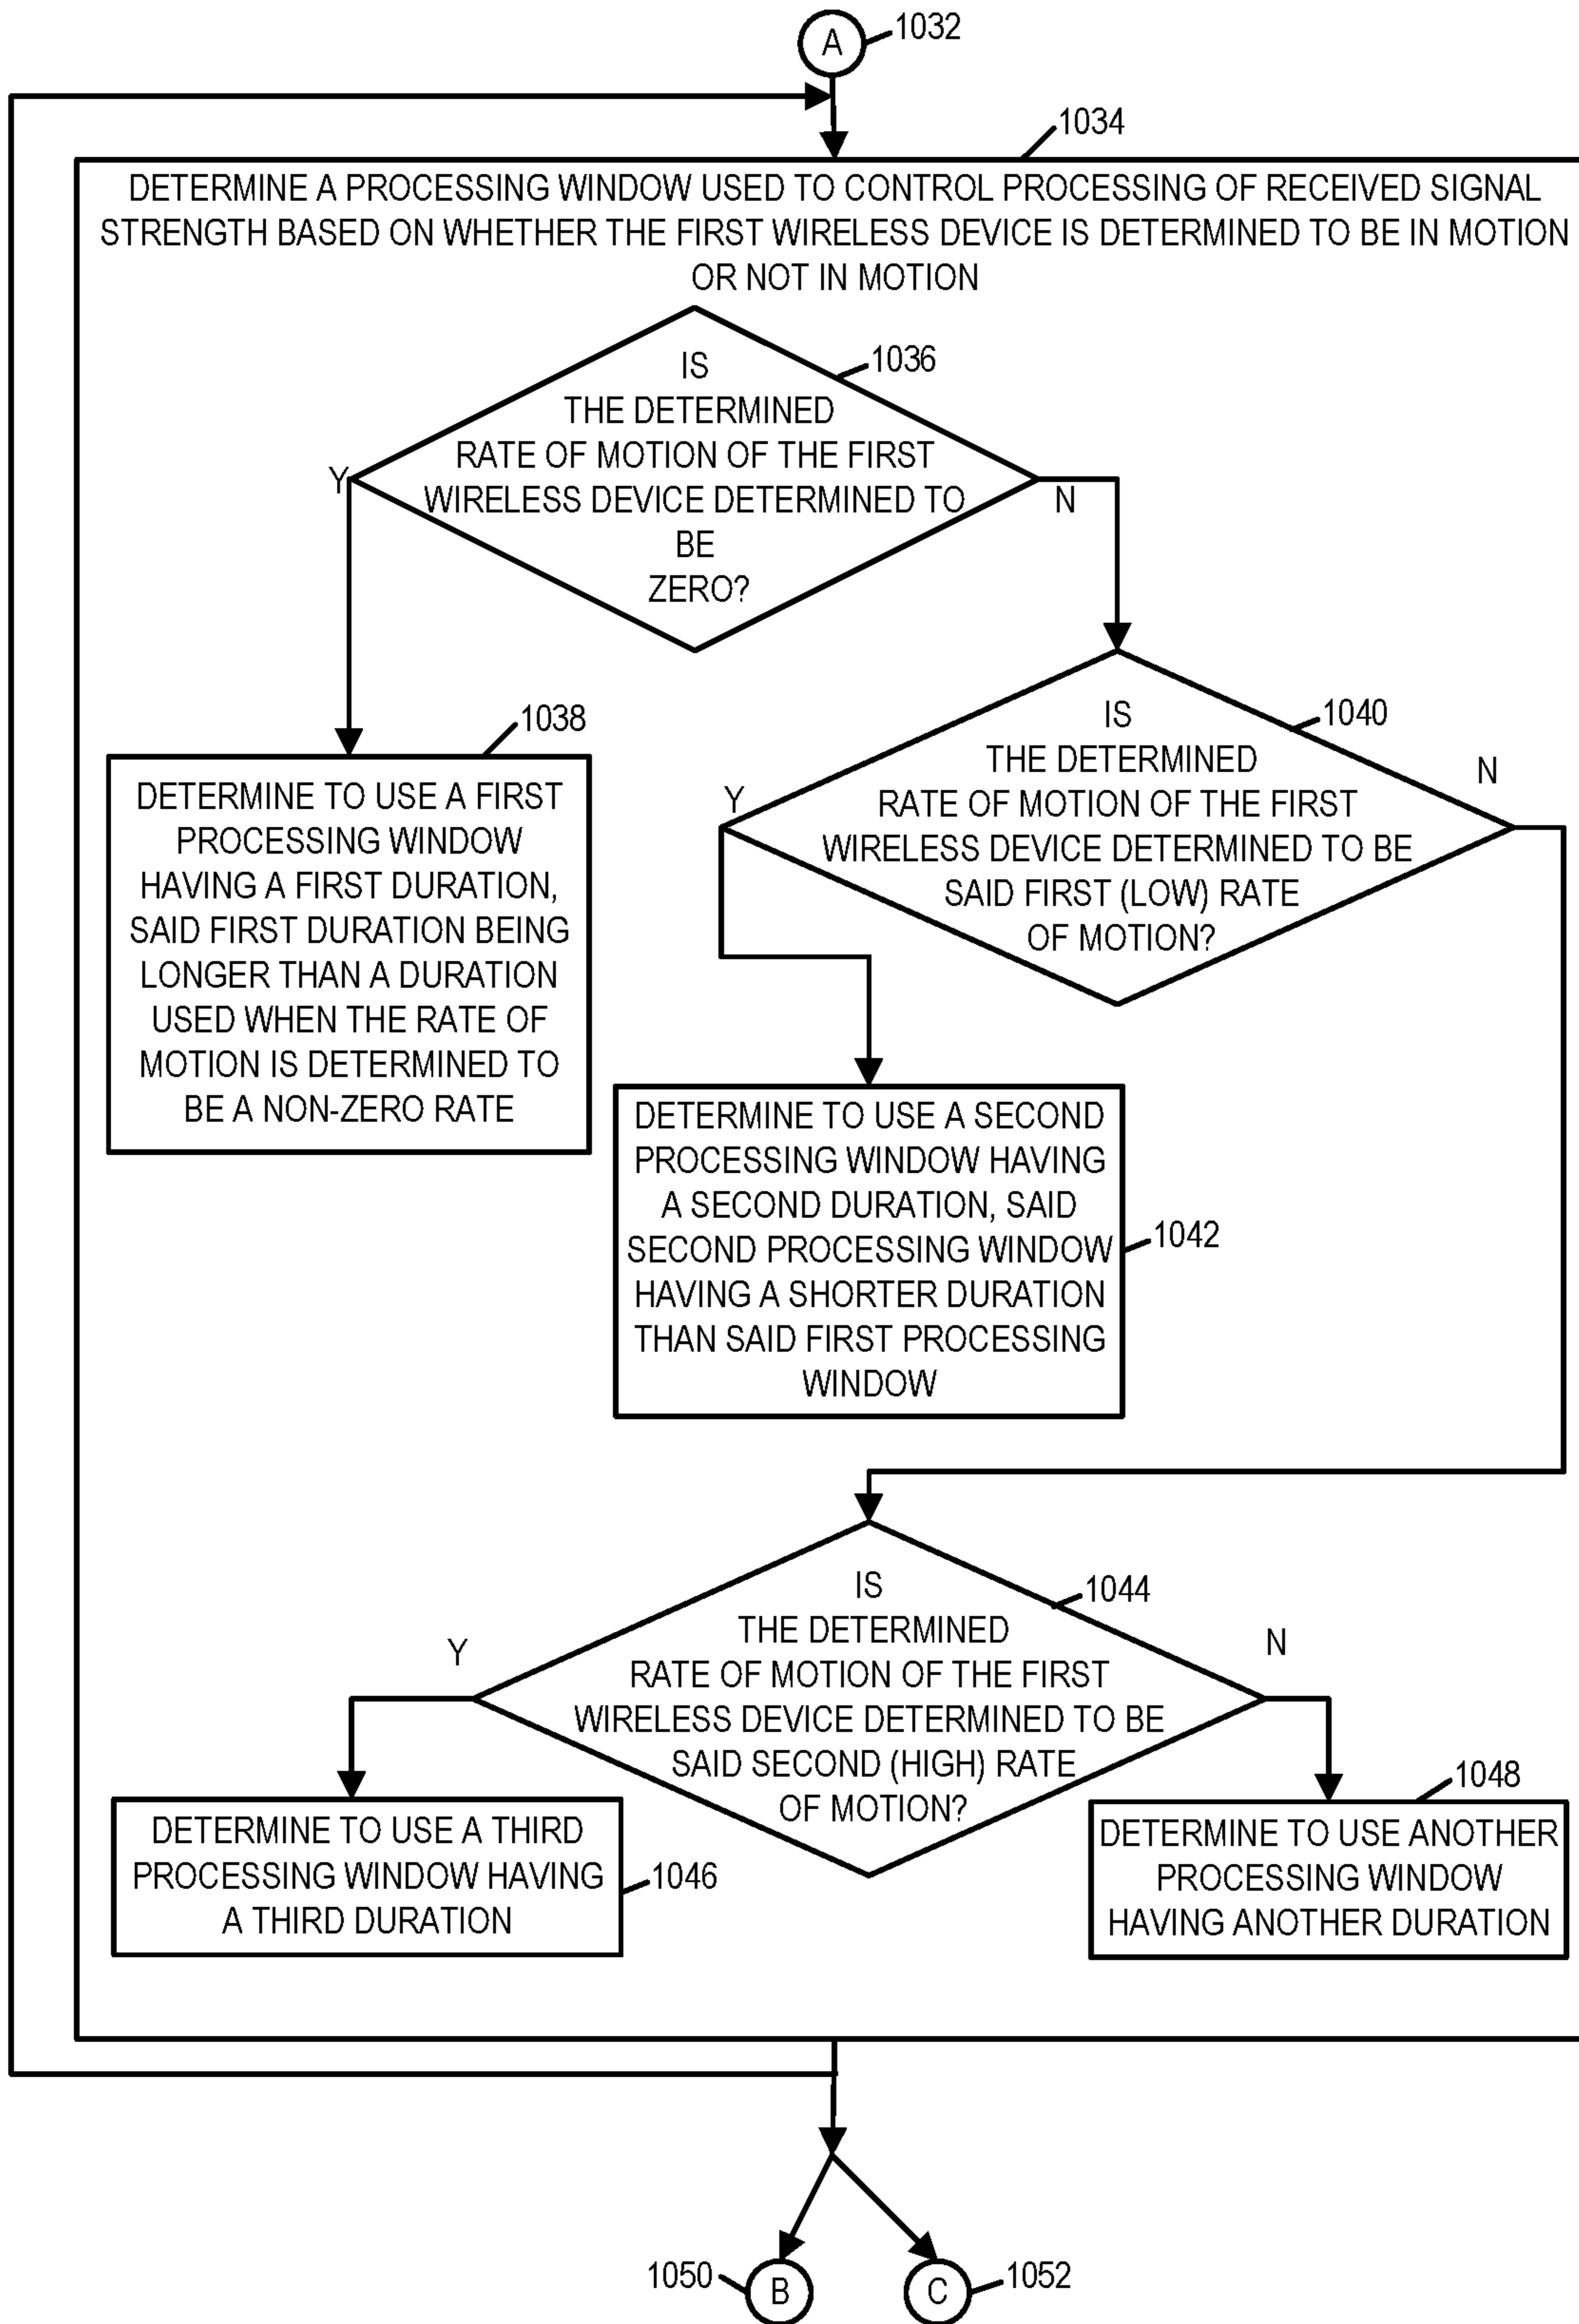 A
1032
1034
DETERMINE A PROCESSING WINDOW USED TO CONTROL PROCESSING OF RECEIVED SIGNAL
STRENGTH BASED ON WHETHER THE FIRST WIRELESS DEVICE IS DETERMINED TO BE IN MOTION
OR NOT IN MOTION
1036
IS
THE DETERMINED
RATE OF MOTION OF THE FIRST
WIRELESS DEVICE DETERMINED TO
BE
ZERO?
Y
N
1038
DETERMINE TO USE A FIRST
PROCESSING WINDOW
HAVING A FIRST DURATION,
SAID FIRST DURATION BEING
LONGER THAN A DURATION
USED WHEN THE RATE OF
MOTION IS DETERMINED TO
BE A NON-ZERO RATE
1040
IS
THE DETERMINED
RATE OF MOTION OF THE FIRST
WIRELESS DEVICE DETERMINED TO BE
SAID FIRST (LOW) RATE
OF MOTION?
Y
N
DETERMINE TO USE A SECOND
PROCESSING WINDOW HAVING
A SECOND DURATION, SAID
SECOND PROCESSING WINDOW
HAVING A SHORTER DURATION
THAN SAID FIRST PROCESSING
WINDOW
1042
1044
IS
THE DETERMINED
RATE OF MOTION OF THE FIRST
WIRELESS DEVICE DETERMINED TO BE
SAID SECOND (HIGH) RATE
OF MOTION?
Y
N
DETERMINE TO USE A THIRD
PROCESSING WINDOW HAVING
A THIRD DURATION
1046
1048
DETERMINE TO USE ANOTHER
PROCESSING WINDOW
HAVING ANOTHER DURATION
1050
B
C
1052